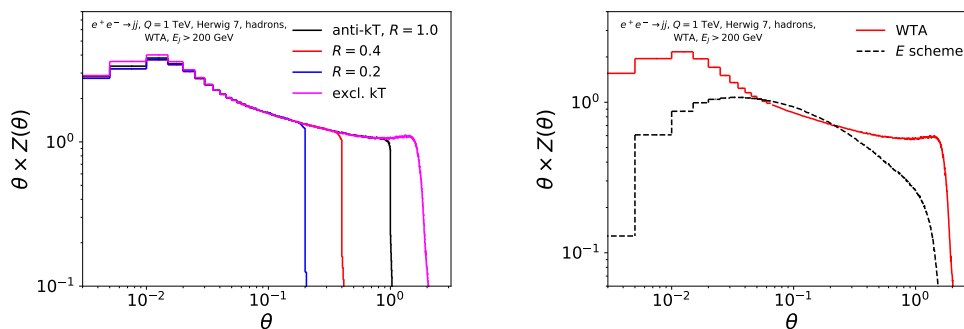 e⁺e⁻→jj, Q = 1 TeV, Herwig 7, hadrons,
WTA, E_J > 200 GeV
anti-kT, R = 1.0
R = 0.4
R = 0.2
excl. kT
10⁰
10⁻¹
θ × Z(θ)
10⁻²
10⁻¹
10⁰
θ
e⁺e⁻→jj, Q = 1 TeV, Herwig 7, hadrons,
WTA, E_J > 200 GeV
WTA
E scheme
10⁰
10⁻¹
θ × Z(θ)
10⁻²
10⁻¹
10⁰
θ